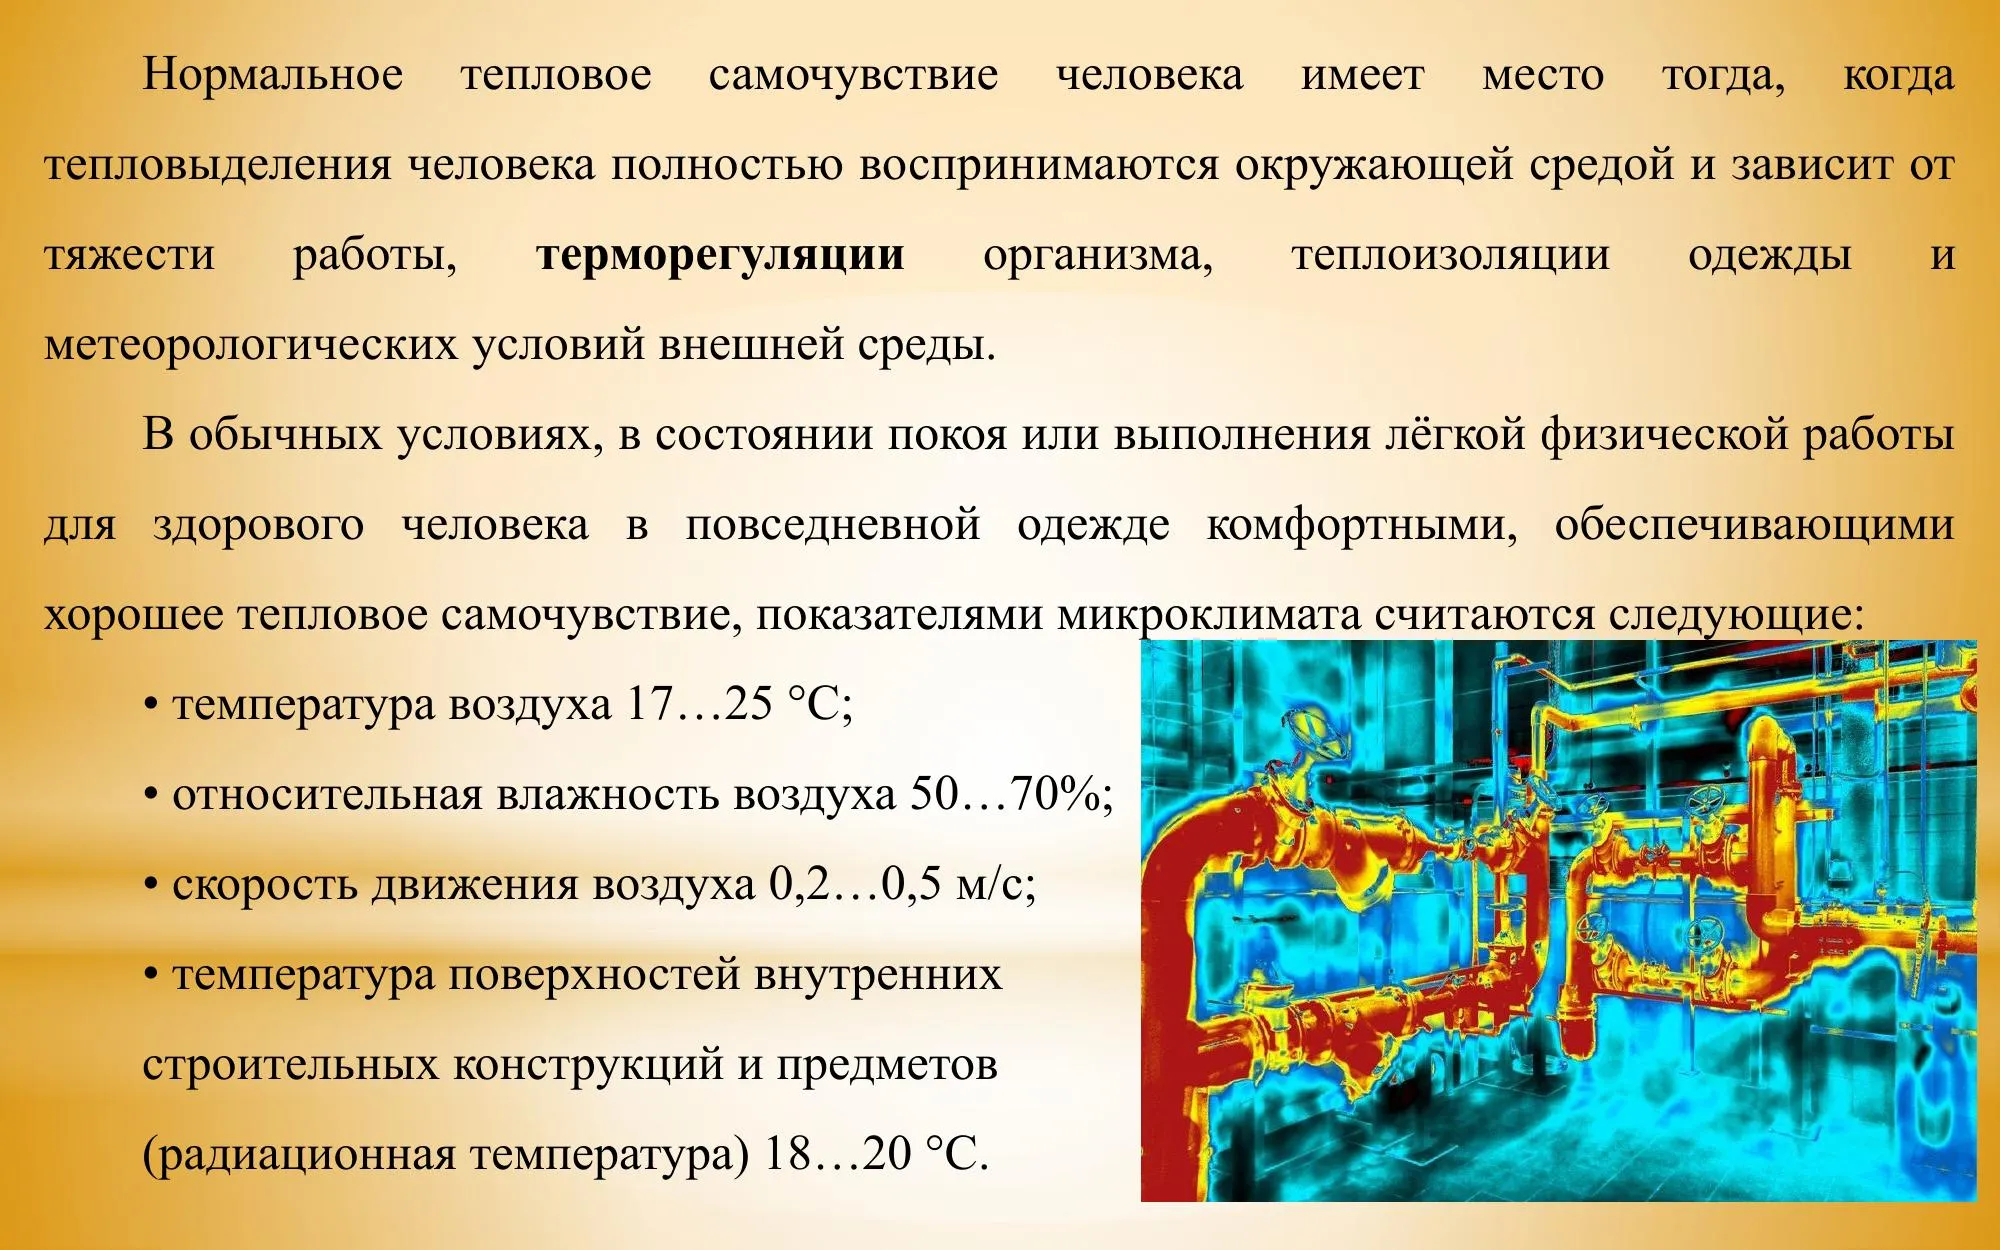 Нормальное тепловое самочувствие человека имеет место тогда, когда
тепловыделения человека полностью воспринимаются окружающей средой и зависит от
тяжести работы, терморегуляции организма, теплоизоляции одежды и
метеорологических условий внешней среды.
В обычных условиях, в состоянии покоя или выполнения лёгкой физической работы
для здорового человека в повседневной одежде комфортными, обеспечивающими
хорошее тепловое самочувствие, показателями микроклимата считаются следующие:
• температура воздуха 17…25 °С;
• относительная влажность воздуха 50…70%;
• скорость движения воздуха 0,2…0,5 м/с;
• температура поверхностей внутренних
строительных конструкций и предметов
(радиационная температура) 18…20 °С.